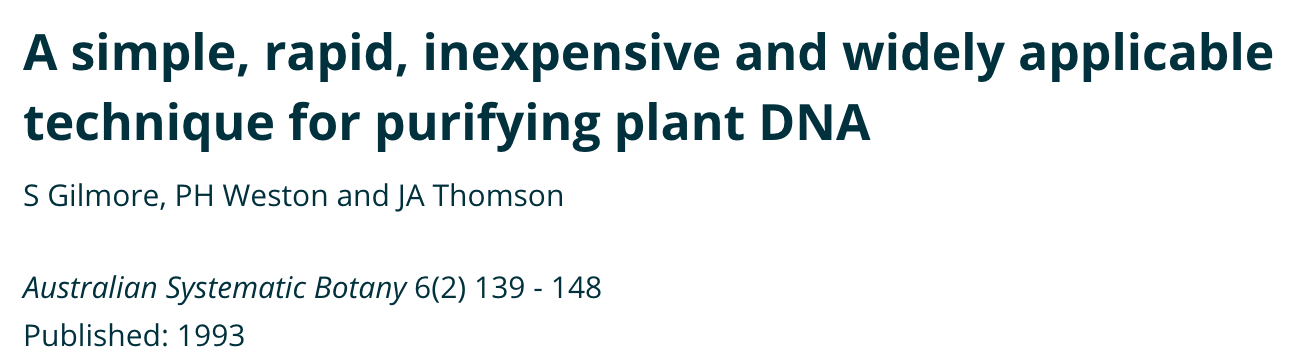 A simple, rapid, inexpensive and widely applicable
technique for purifying plant DNA
S Gilmore, PH Weston and JA Thomson
Australian Systematic Botany 6(2) 139 - 148
Published: 1993